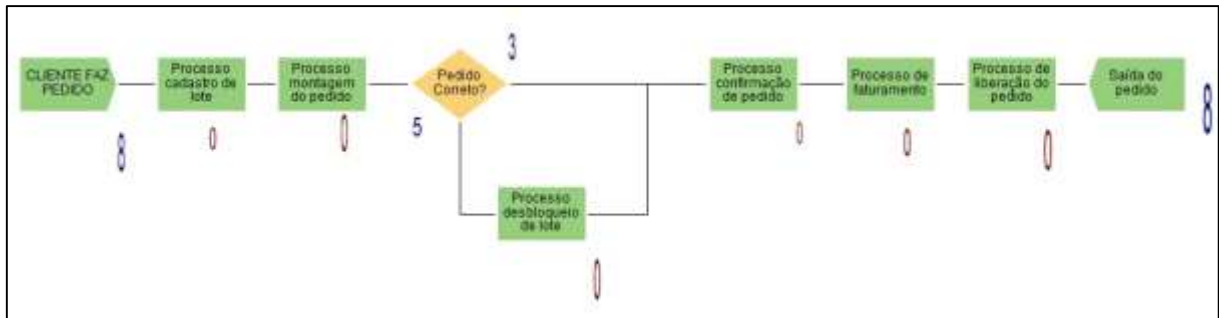 CLIENTE FAZ
PEDIDO
8
Processo
cadastro de
lote
0
Processo
montagem do
pedido
0
Pedido
Correto?
3
5
Processo
desbloqueio
de lote
0
Processo
confirmação
de pedido
0
Processo de
faturamento
0
Processo de
liberação do
pedido
0
Saída do
pedido
8